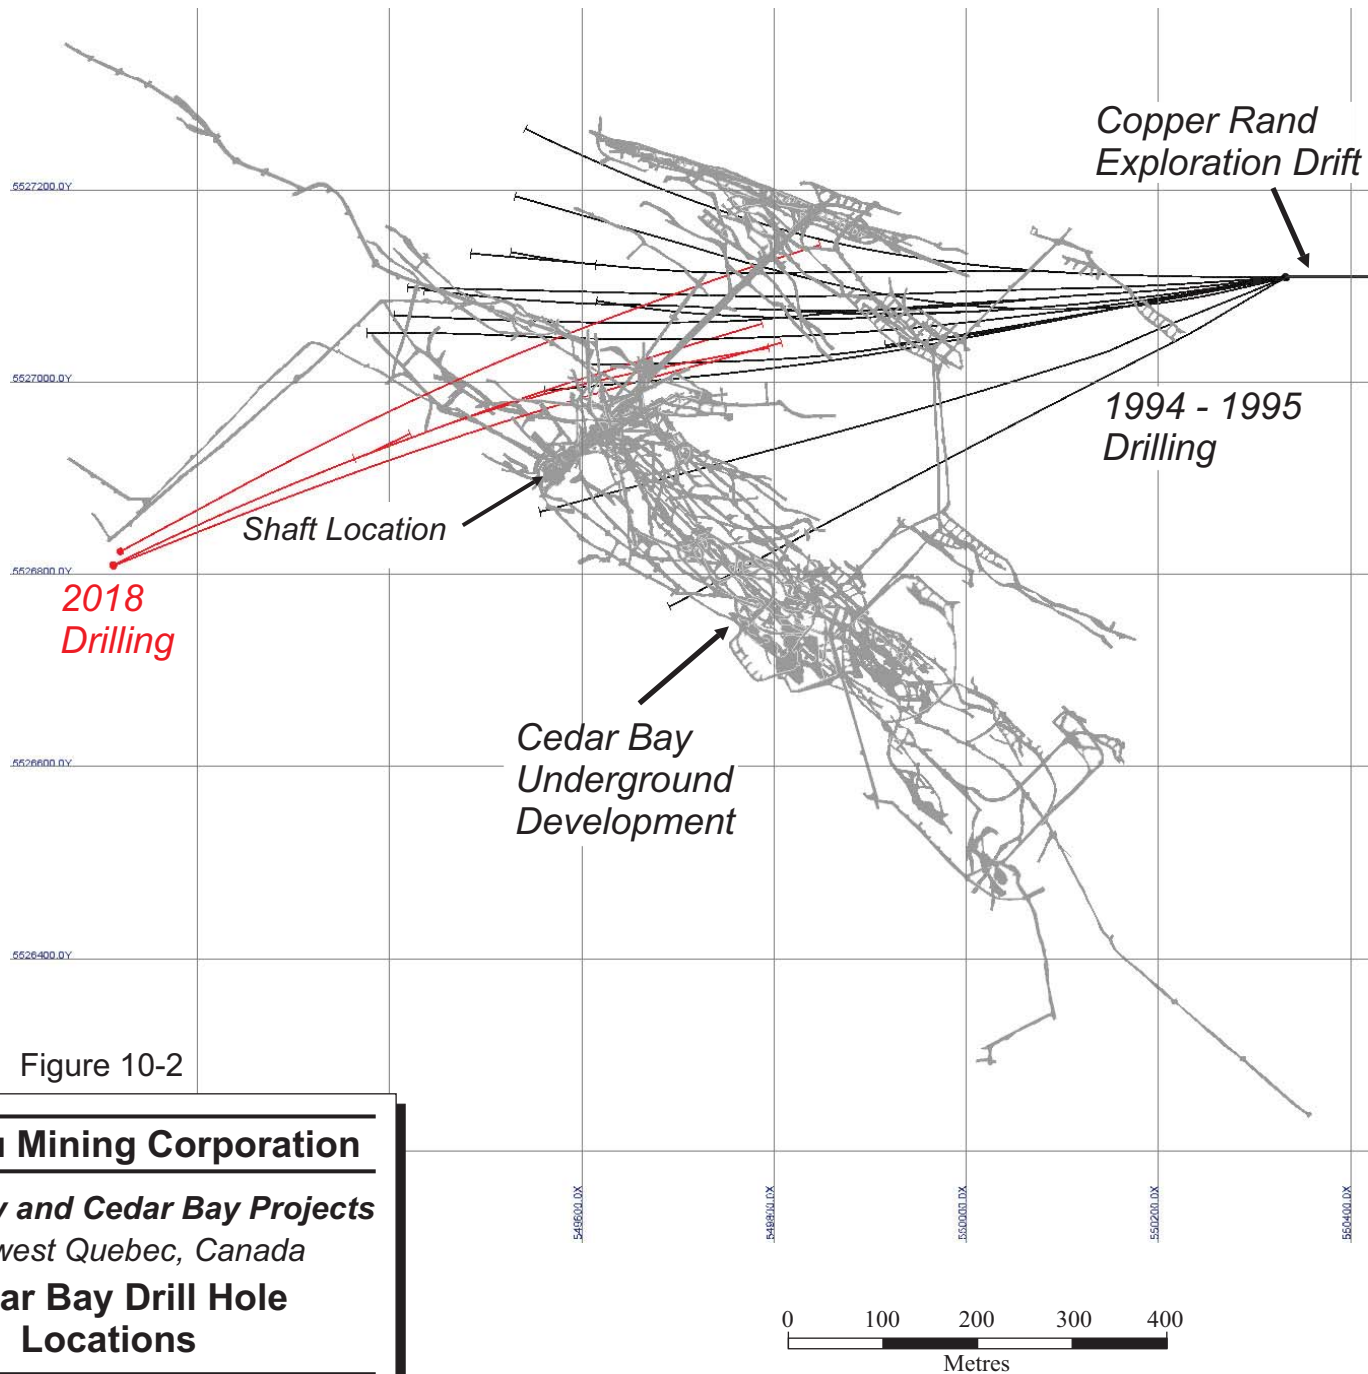 Copper Rand
Exploration Drift
5527200.0Y
5527000.0Y
1994 - 1995
Drilling
Shaft Location
5526800.0Y
2018
Drilling
Cedar Bay
Underground
Development
5526600.0Y
5526400.0Y
Figure 10-2
Mining Corporation
and Cedar Bay Projects
west Quebec, Canada
ar Bay Drill Hole
Locations
549600.0X
549800.0X
550000.0X
550200.0X
550400.0X
0 100 200 300 400
Metres